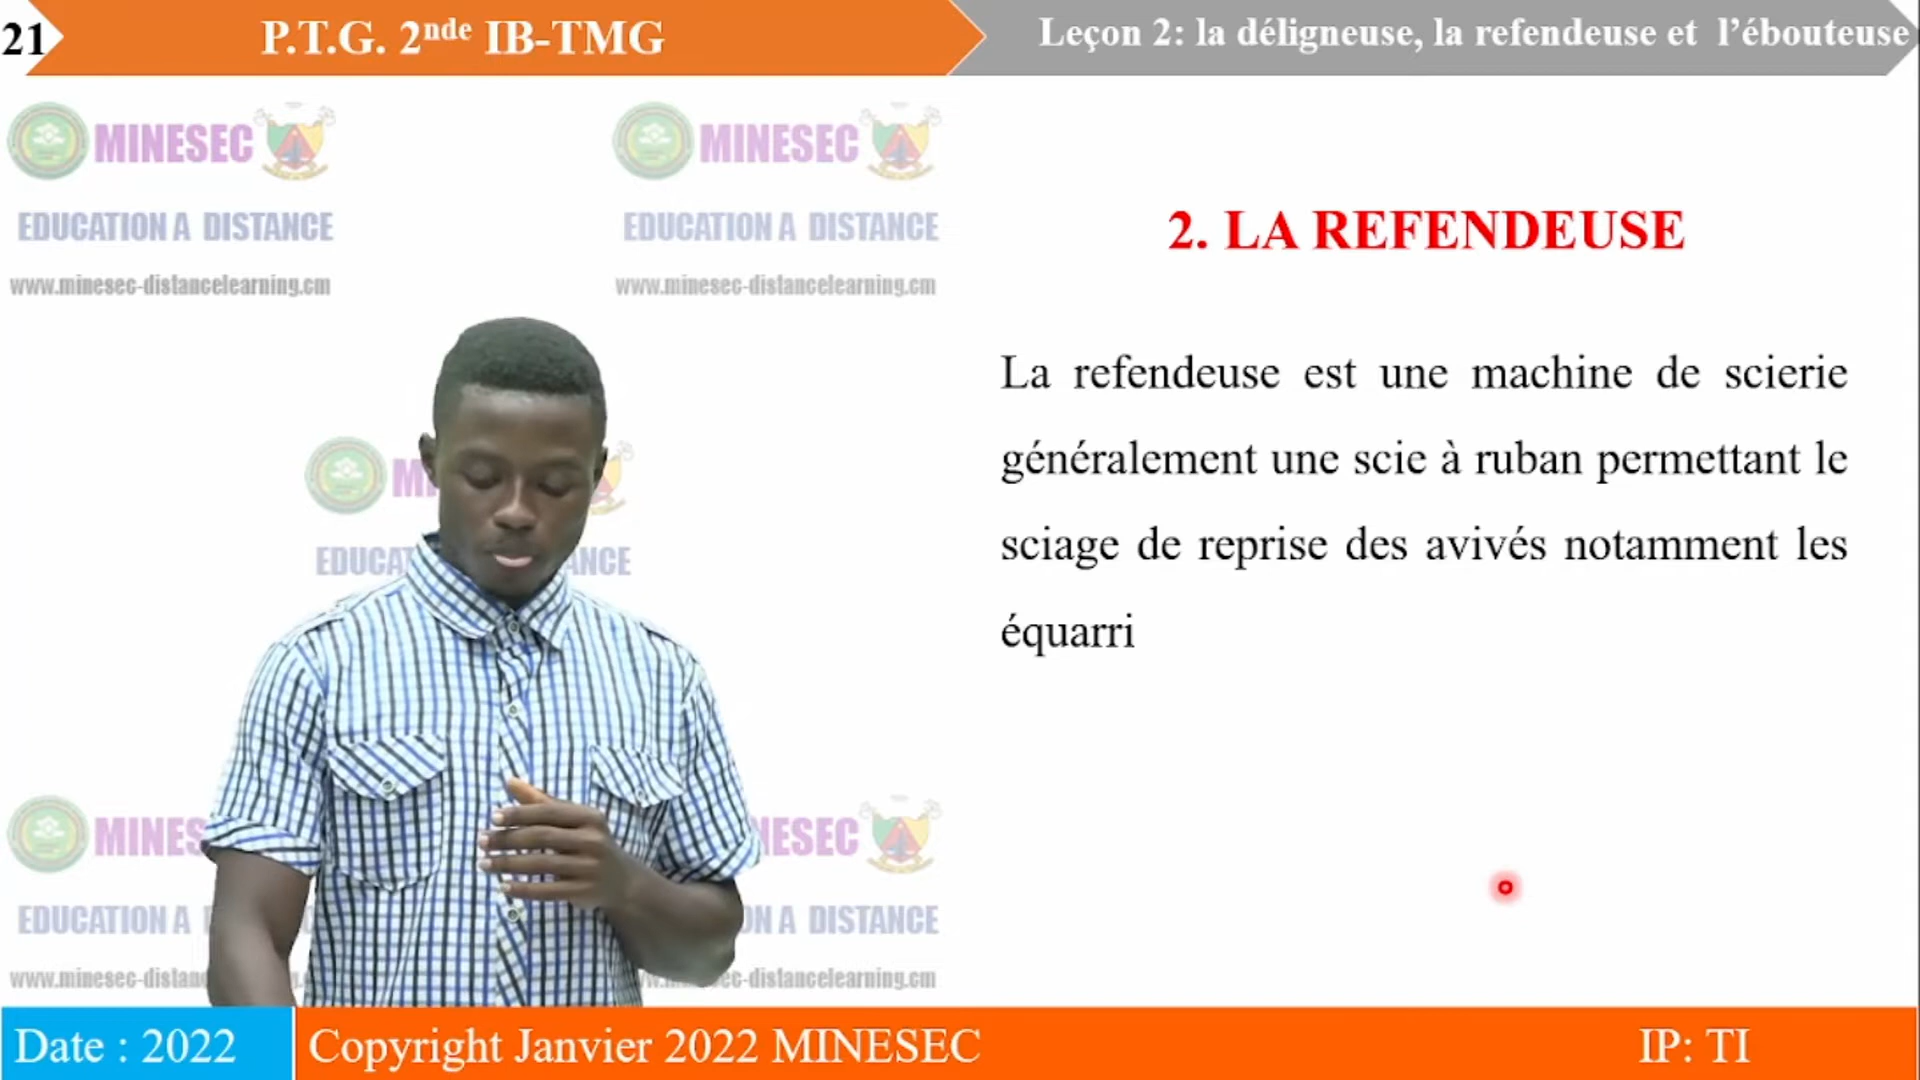 21
P.T.G. 2nde IB-TMG
Leçon 2: la déligneuse, la refendeuse et l’ébouteuse
MINESEC
EDUCATION A DISTANCE
www.minesec-distancelearning.cm
MINESEC
EDUCATION A DISTANCE
www.minesec-distancelearning.cm
2. LA REFENDEUSE
La refendeuse est une machine de scierie
généralement une scie à ruban permettant le
sciage de reprise des avivés notamment les
équarri
Date : 2022
Copyright Janvier 2022 MINESEC
IP: TI